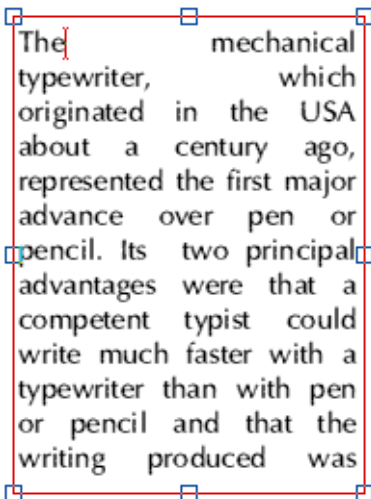 The mechanical
typewriter, which
originated in the USA
about a century ago,
represented the first major
advance over pen or
pencil. Its two principal
advantages were that a
competent typist could
write much faster with a
typewriter than with pen
or pencil and that the
writing produced was